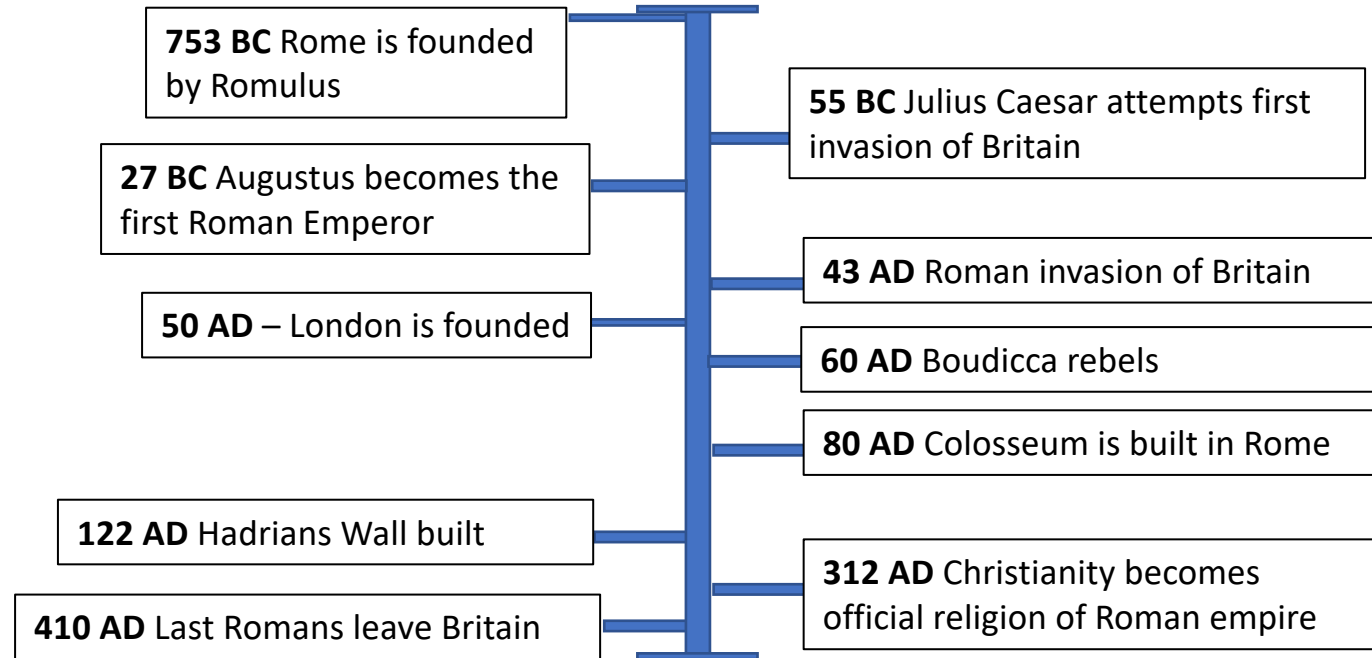 753 BC Rome is founded
by Romulus
55 BC Julius Caesar attempts first
invasion of Britain
27 BC Augustus becomes the
first Roman Emperor
43 AD Roman invasion of Britain
50 AD – London is founded
60 AD Boudicca rebels
80 AD Colosseum is built in Rome
122 AD Hadrians Wall built
312 AD Christianity becomes
official religion of Roman empire
410 AD Last Romans leave Britain